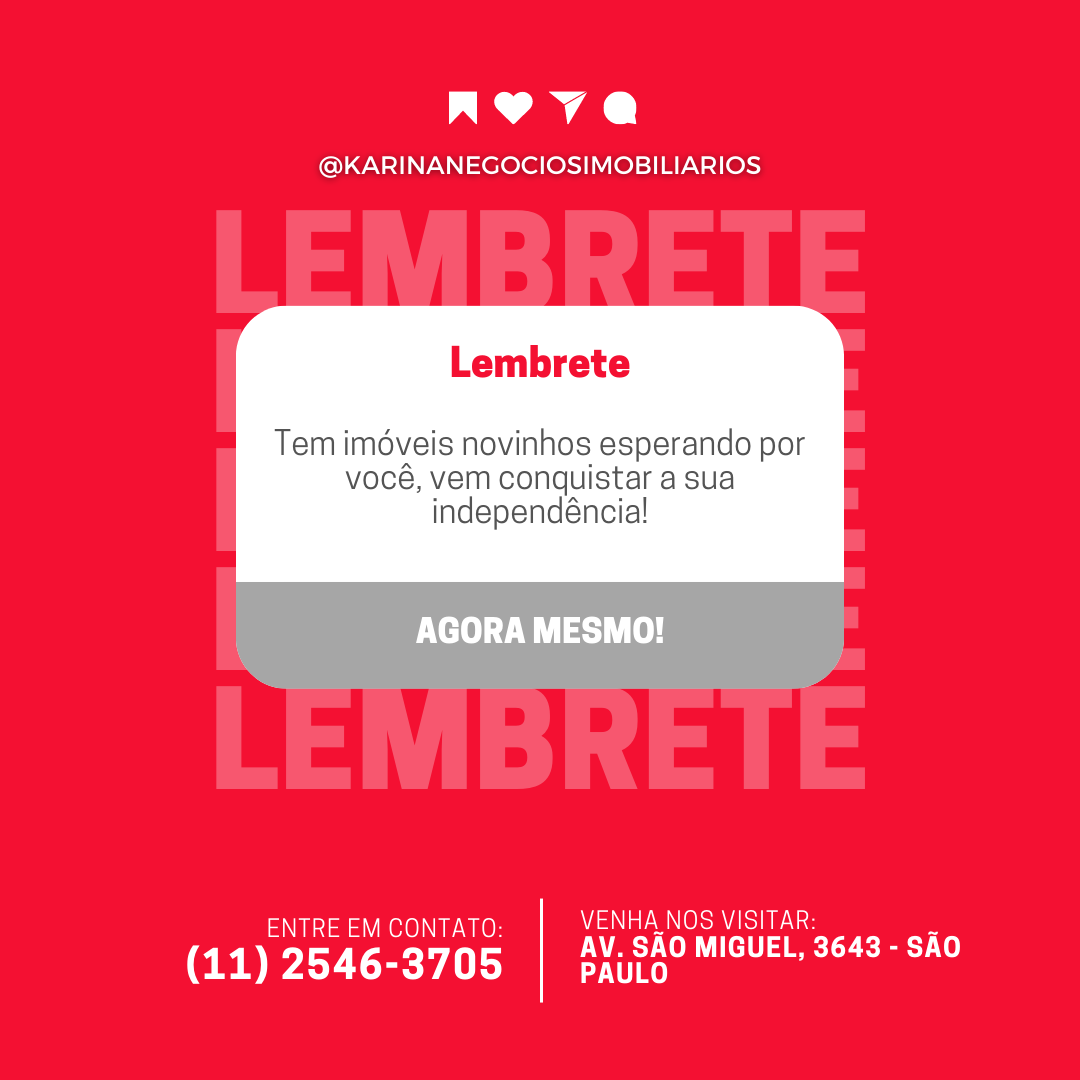 @KARINANEGOCIOSIMOBILIARIOS
LEMBRETE
Lembrete
Tem imóveis novinhos esperando por
você, vem conquistar a sua
independência!
AGORA MESMO!
LEMBRETE
ENTRE EM CONTATO:
(11) 2546-3705
VENHA NOS VISITAR:
AV. SÃO MIGUEL, 3643 - SÃO
PAULO